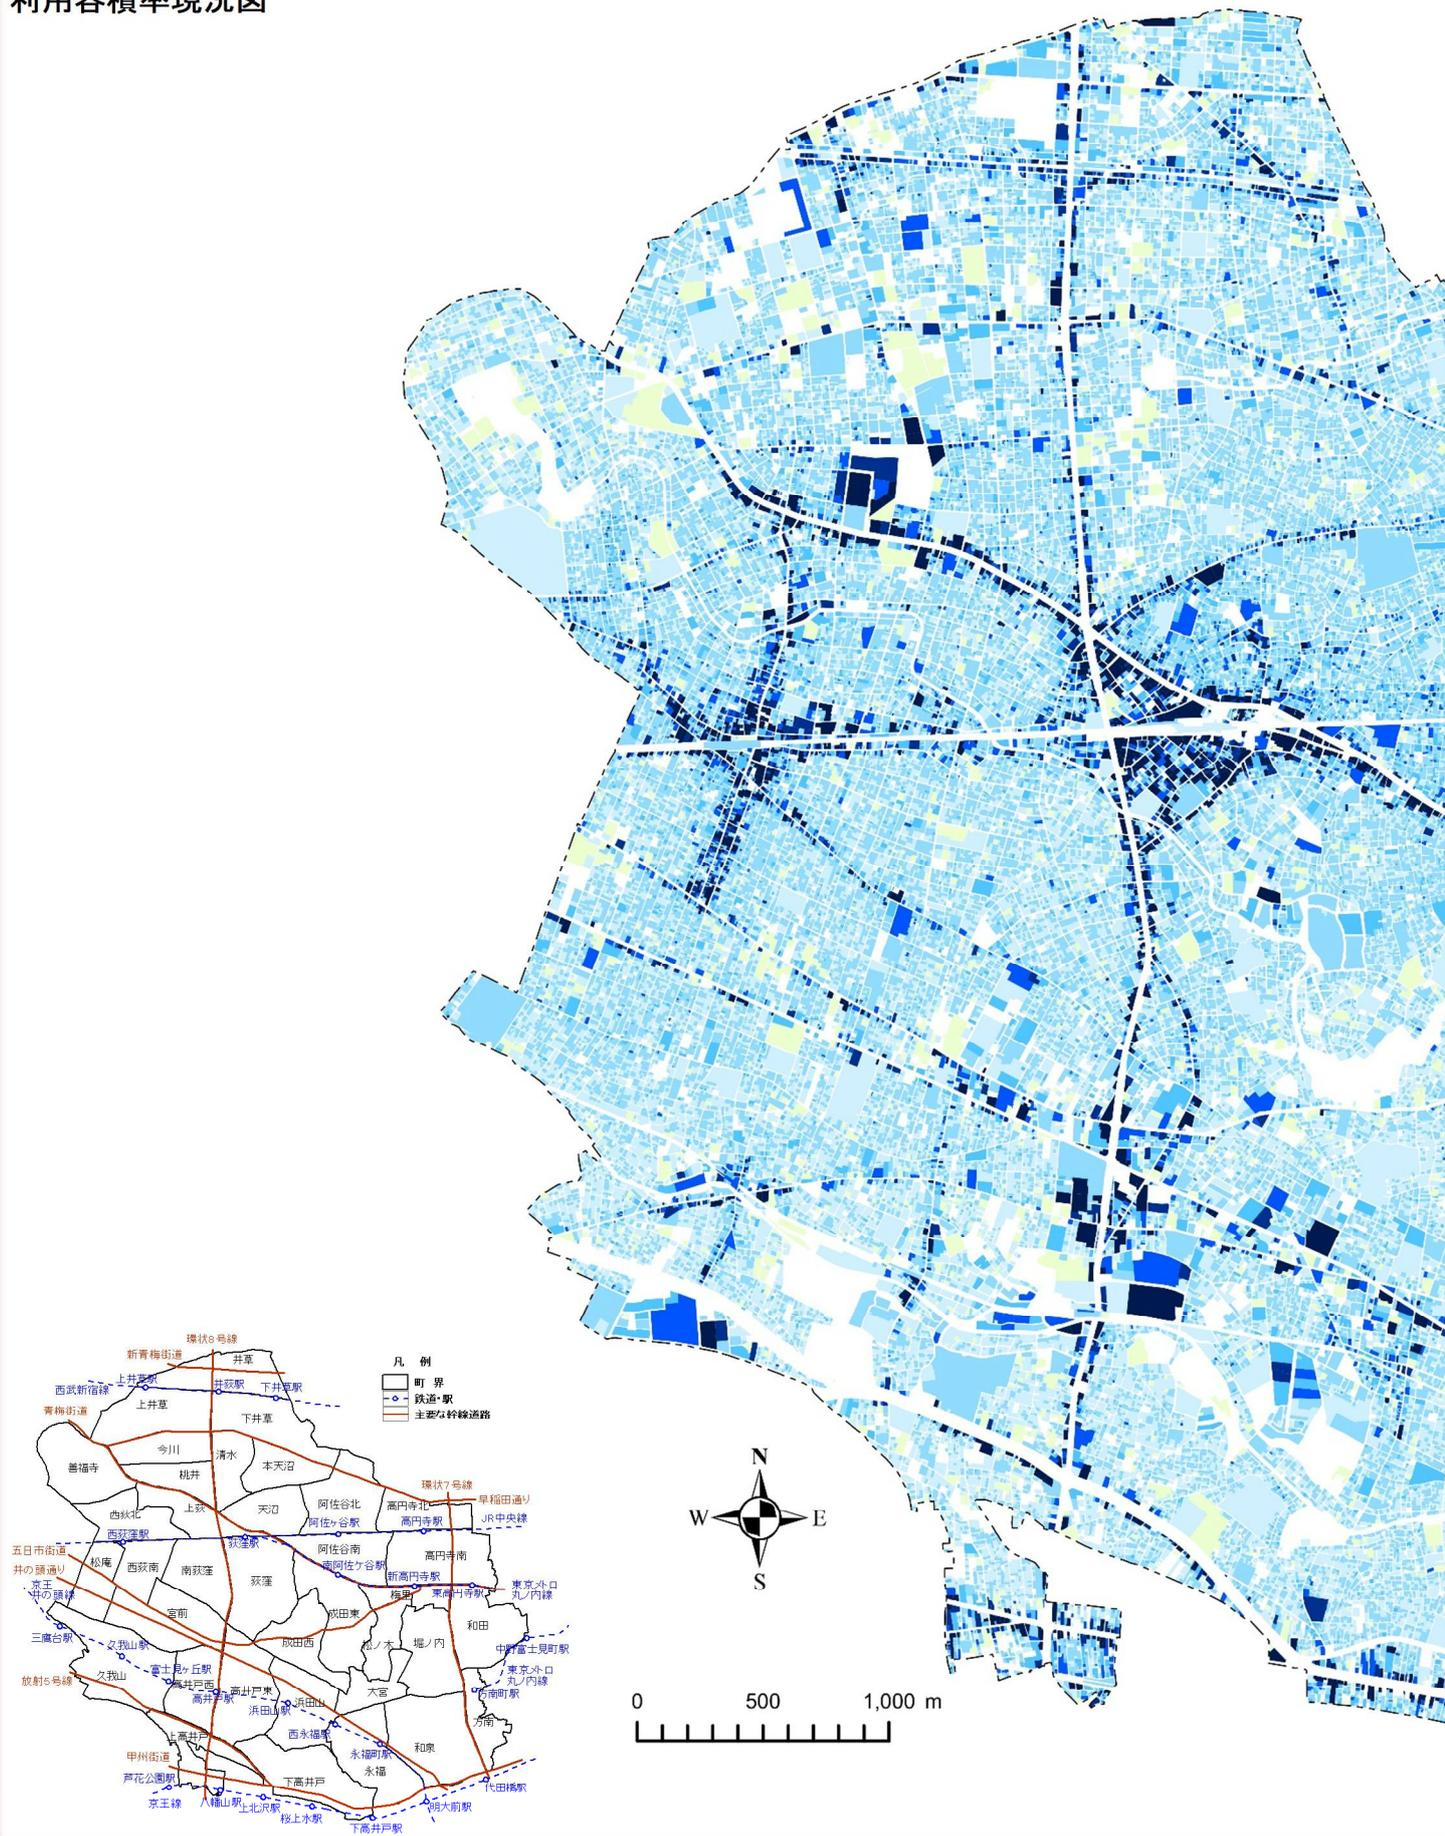 利用容積率現況図
環状8号線
新青梅街道
井草
凡 例
上井草駅
井荻駅
下井草駅
西武新宿線
町 界
鉄道・駅
主要な幹線道路
青梅街道
上井草
下井草
今川
清水
善福寺
桃井
本天沼
環状7号線
早稲田通り
西荻北
上荻
天沼
阿佐谷北
高円寺北
JR中央線
西荻窪駅
荻窪駅
阿佐ヶ谷駅
高円寺駅
五日市街道
井の頭通り
松庵
西荻南
南荻窪
荻窪
阿佐谷南
高円寺南
南阿佐ケ谷駅
新高円寺駅
東高円寺駅
東京メトロ
丸ノ内線
京王
井の頭線
宮前
成田東
梅里
和田
三鷹台駅
久我山駅
成田西
松ノ木
堀ノ内
中野富士見町駅
放射5号線
久我山
富士見ヶ丘駅
高井戸西
高井戸駅
高井戸東
浜田山
浜田山駅
大宮
東京メトロ
丸ノ内線
方南町駅
方南
上高井戸
西永福駅
永福町駅
和泉
甲州街道
芦花公園駅
京王線
八幡山駅
上北沢駅
下高井戸
桜上水駅
永福
下高井戸駅
明大前駅
代田橋駅
N
W
E
S
0 500 1,000 m